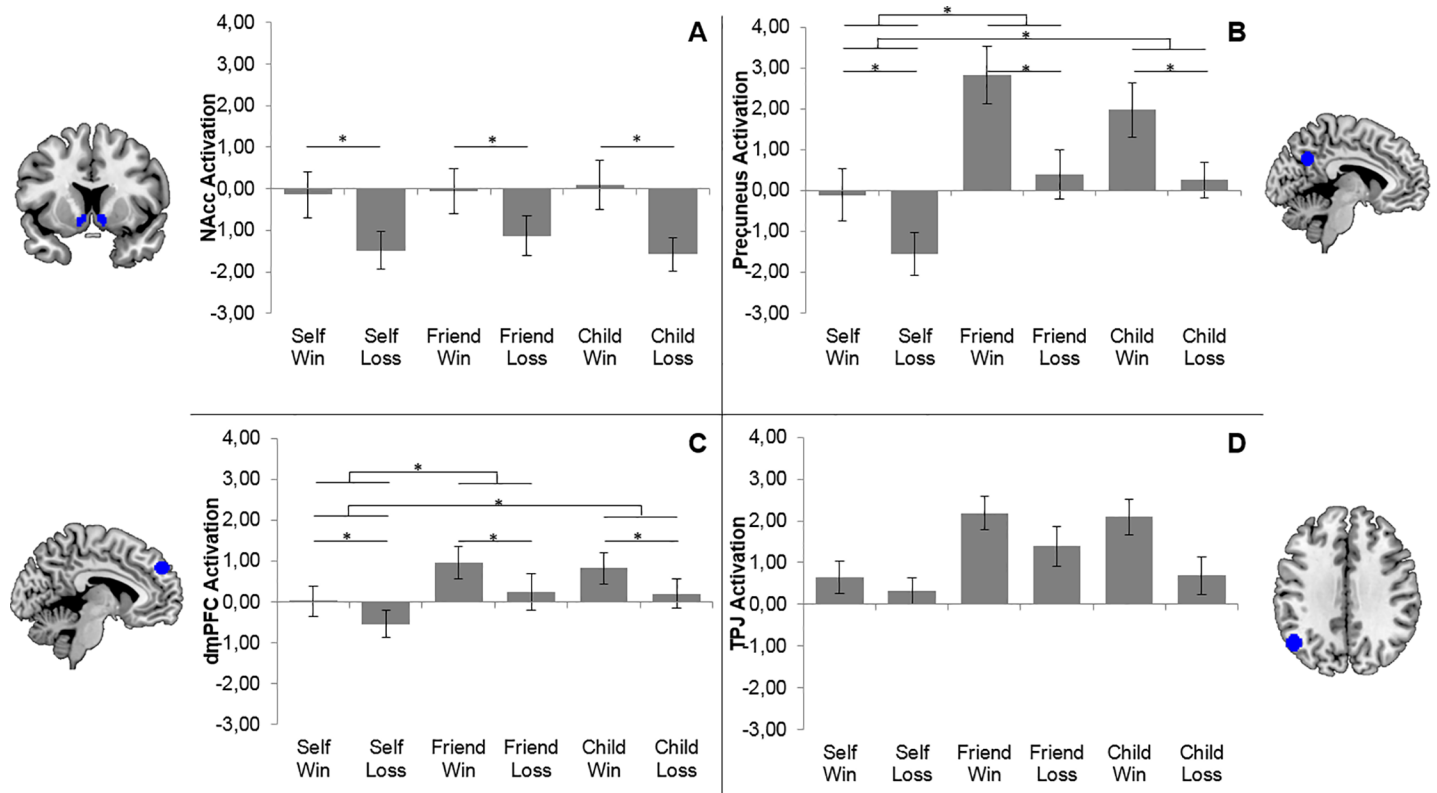 A
4,00
3,00
2,00
1,00
0,00
-1,00
-2,00
-3,00
NAcc Activation
*
*
*
Self Win
Self Loss
Friend Win
Friend Loss
Child Win
Child Loss
B
4,00
3,00
2,00
1,00
0,00
-1,00
-2,00
-3,00
Precuneus Activation
*
*
*
*
*
Self Win
Self Loss
Friend Win
Friend Loss
Child Win
Child Loss
C
4,00
3,00
2,00
1,00
0,00
-1,00
-2,00
-3,00
dmPFC Activation
*
*
*
*
*
Self Win
Self Loss
Friend Win
Friend Loss
Child Win
Child Loss
D
4,00
3,00
2,00
1,00
0,00
-1,00
-2,00
-3,00
TPJ Activation
Self Win
Self Loss
Friend Win
Friend Loss
Child Win
Child Loss